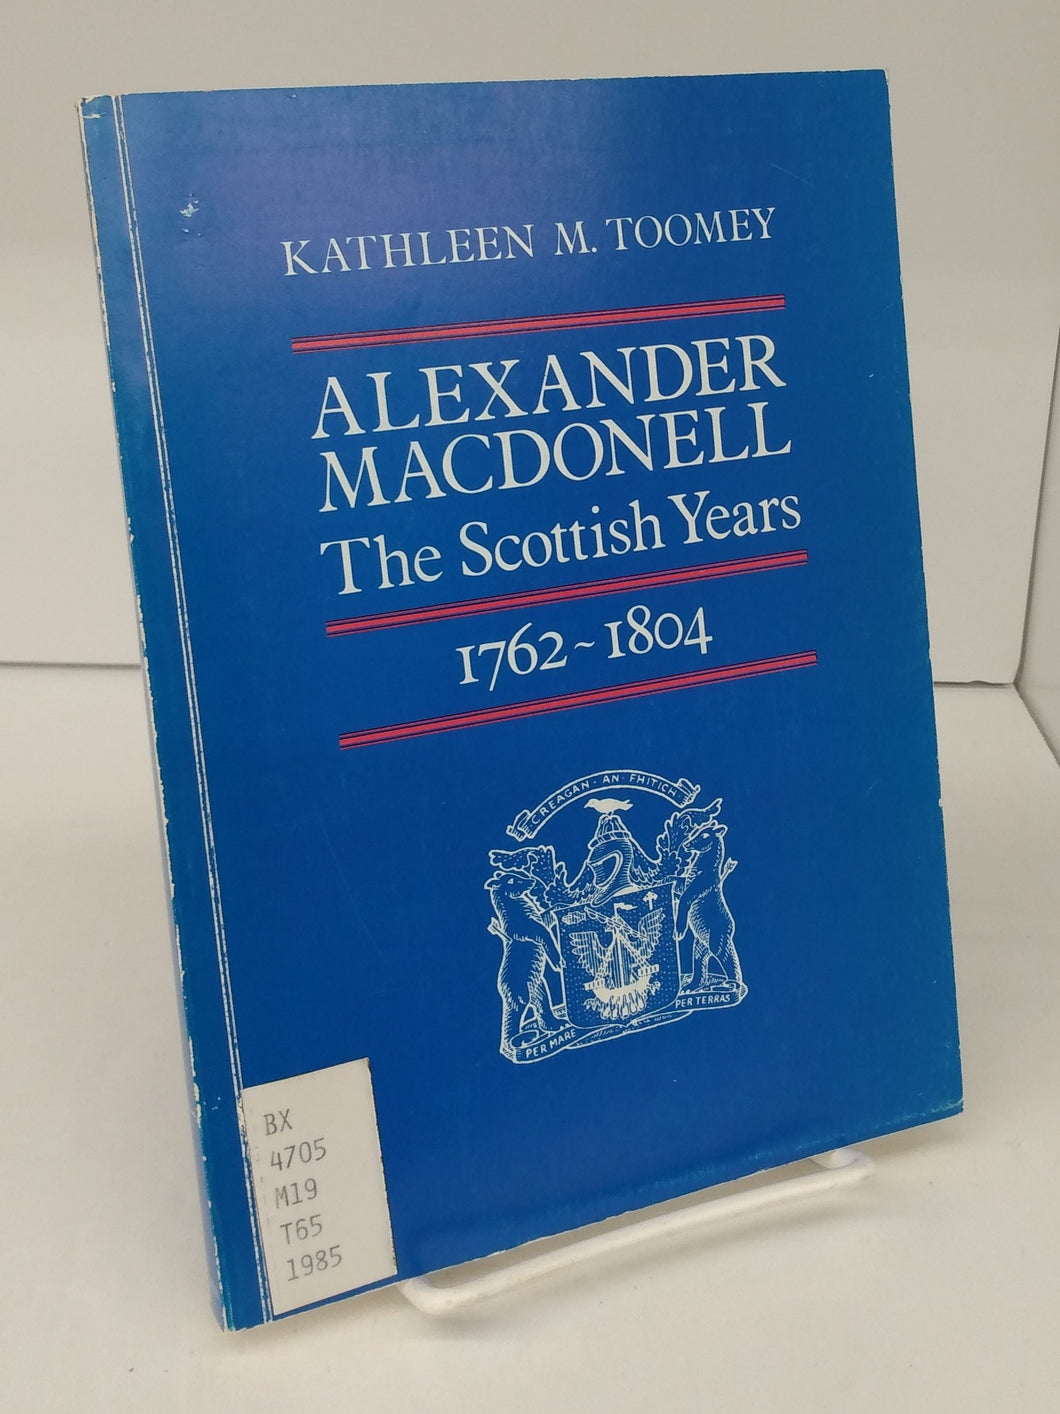 KATHLEEN M. TOOMEY
ALEXANDER
MACDONELL
The Scottish Years
1762~1804
CREAGAN · AN · FHITICH
PER MARE
PER TERRAS
BX
4705
M19
T65
1985